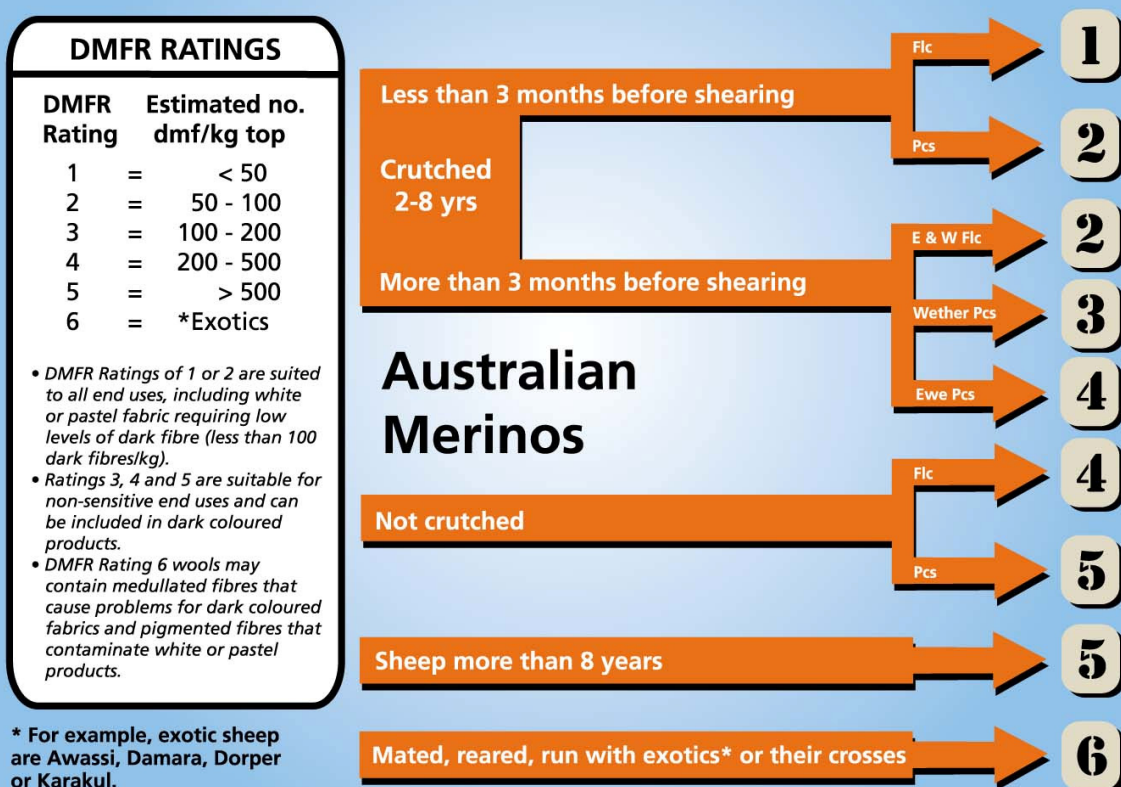 DMFR RATINGS
DMFR Estimated no.
Rating dmf/kg top
1 = < 50
2 = 50 - 100
3 = 100 - 200
4 = 200 - 500
5 = > 500
6 = *Exotics
• DMFR Ratings of 1 or 2 are suited
to all end uses, including white
or pastel fabric requiring low
levels of dark fibre (less than 100
dark fibres/kg).
• Ratings 3, 4 and 5 are suitable for
non-sensitive end uses and can
be included in dark coloured
products.
• DMFR Rating 6 wools may
contain medullated fibres that
cause problems for dark coloured
fabrics and pigmented fibres that
contaminate white or pastel
products.
* For example, exotic sheep
are Awassi, Damara, Dorper
or Karakul.
Flc 1
Less than 3 months before shearing
Pcs 2
Crutched
2-8 yrs
E & W Flc 2
More than 3 months before shearing
Wether Pcs 3
Ewe Pcs 4
Australian
Merinos
Flc 4
Not crutched
Pcs 5
Sheep more than 8 years 5
Mated, reared, run with exotics* or their crosses 6